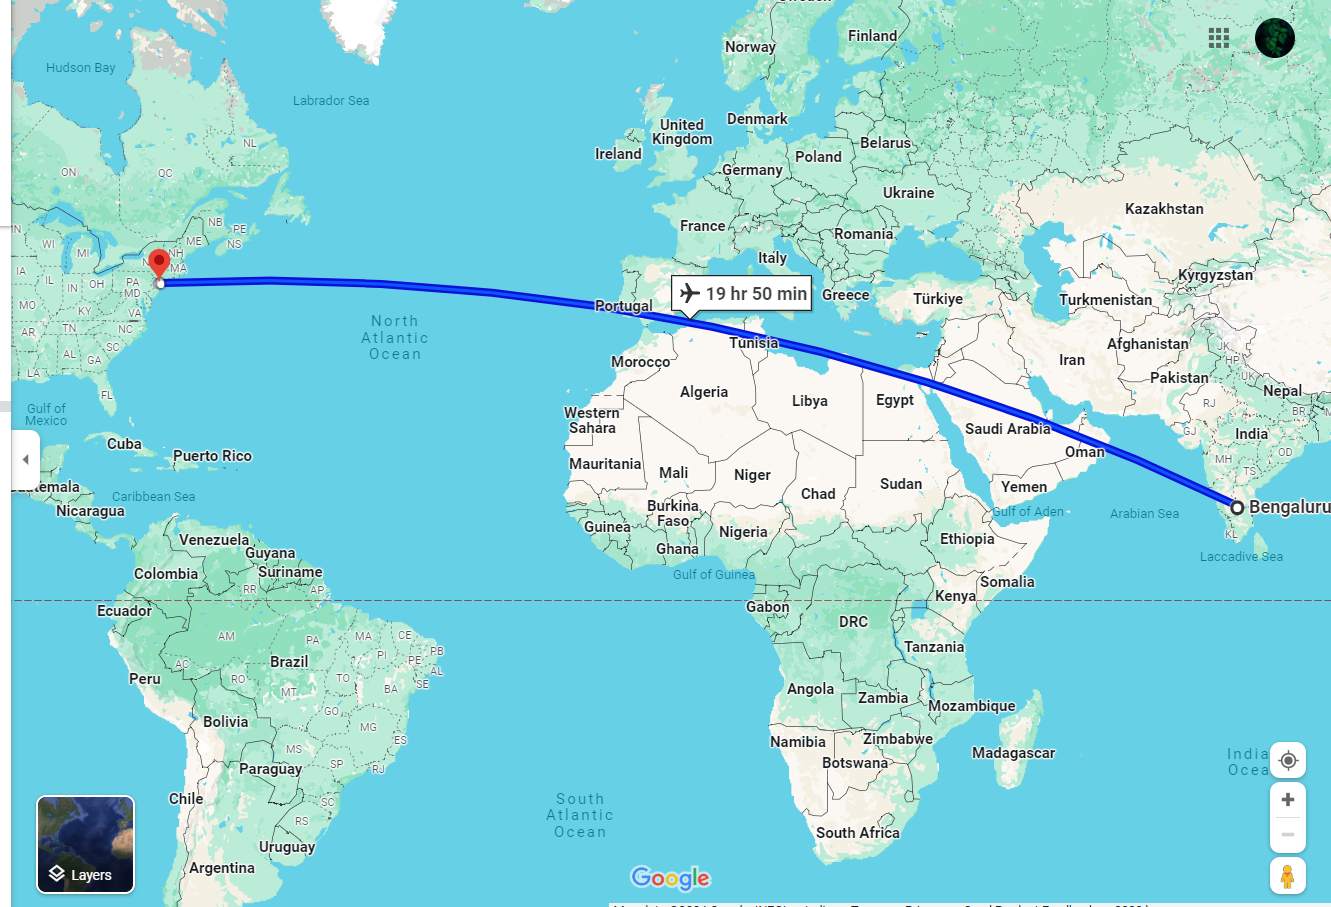 Sweden
Finland
Norway
Hudson Bay
Labrador Sea
Denmark
United
Kingdom
Belarus
NL
Ireland
Poland
ON
QC
Germany
Ukraine
Kazakhstan
NB
PE
France
Romania
WI
MI
ME
NS
NH
MA
Italy
IA
IL
IN
OH
PA
MD
Kyrgyzstan
19 hr 50 min
Greece
Türkiye
Turkmenistan
MO
KY
VA
Portugal
North
Atlantic
Ocean
AR
TN
NC
Tunisia
Afghanistan
JK
HP
AL
GA
SC
Morocco
Iran
LA
UK
Pakistan
Algeria
Libya
Egypt
Nepal
FL
RJ
BR
Gulf of
Mexico
Western
Sahara
Saudi Arabia
GJ
India
Cuba
Puerto Rico
Oman
OD
MH
TS
Mauritania
Mali
Niger
Chad
Sudan
Yemen
Guatemala
Caribbean Sea
Nicaragua
Burkina
Faso
Gulf of Aden
Arabian Sea
Bengaluru
Guinea
Nigeria
KL
Venezuela
Guyana
Ghana
Ethiopia
Laccadive Sea
Colombia
Suriname
Gulf of Guinea
Somalia
RR
AP
Ecuador
Gabon
Kenya
DRC
AM
PA
MA
CE
Tanzania
PI
RB
PE
AL
SE
AC
Brazil
Peru
RO
TO
MT
BA
Angola
Zambia
Mozambique
GO
Bolivia
MG
ES
Namibia
Zimbabwe
MS
Botswana
Madagascar
India
Ocea
Paraguay
SP
RJ
Chile
SC
South
Atlantic
Ocean
RS
South Africa
Uruguay
Argentina
Layers
Google